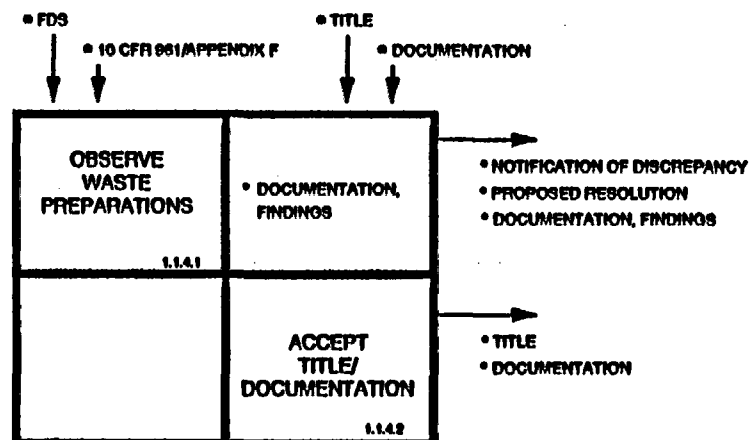 • FDS
• 10 CFR 961/APPENDIX F
• TITLE
• DOCUMENTATION
OBSERVE
WASTE
PREPARATIONS
1.1.4.1
• DOCUMENTATION,
FINDINGS
• NOTIFICATION OF DISCREPANCY
• PROPOSED RESOLUTION
• DOCUMENTATION, FINDINGS
ACCEPT
TITLE/
DOCUMENTATION
1.1.4.2
• TITLE
• DOCUMENTATION